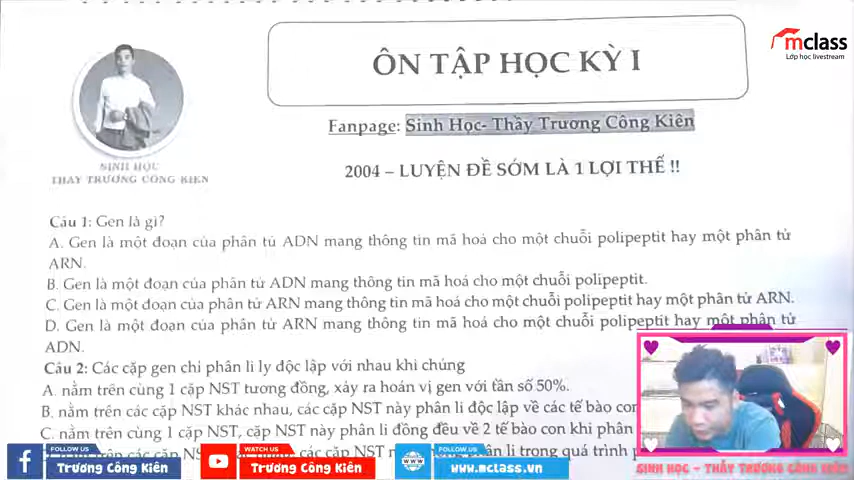 mclass
Lớp học livestream
ÔN TẬP HỌC KỲ I
Fanpage: Sinh Học- Thầy Trương Công Kiên
SINH HỌC
THẦY TRƯƠNG CÔNG KIÊN
2004 – LUYỆN ĐỀ SỚM LÀ 1 LỢI THẾ !!
Câu 1: Gen là gì?
A. Gen là một đoạn của phân tử ADN mang thông tin mã hoá cho một chuỗi polipeptit hay một phân tử
ARN.
B. Gen là một đoạn của phân tử ADN mang thông tin mã hoá cho một chuỗi polipeptit.
C. Gen là một đoạn của phân tử ARN mang thông tin mã hoá cho một chuỗi polipeptit hay một phân tử ARN.
D. Gen là một đoạn của phân tử ARN mang thông tin mã hoá cho một chuỗi polipeptit hay một phân tử
ADN.
Câu 2: Các cặp gen chỉ phân li ly độc lập với nhau khi chúng
A. nằm trên cùng 1 cặp NST tương đồng, xảy ra hoán vị gen với tần số 50%.
B. nằm trên các cặp NST khác nhau, các cặp NST này phân li độc lập về các tế bào con
C. nằm trên cùng 1 cặp NST, cặp NST này phân li đồng đều về 2 tế bào con khi phân
các cặp NST phân li trong quá trình
FOLLOW US
Trương Công Kiên
WATCH US
Trương Công Kiên
FOLLOW US
www.mclass.vn
SINH HỌC - THẦY TRƯƠNG CÔNG KIÊN